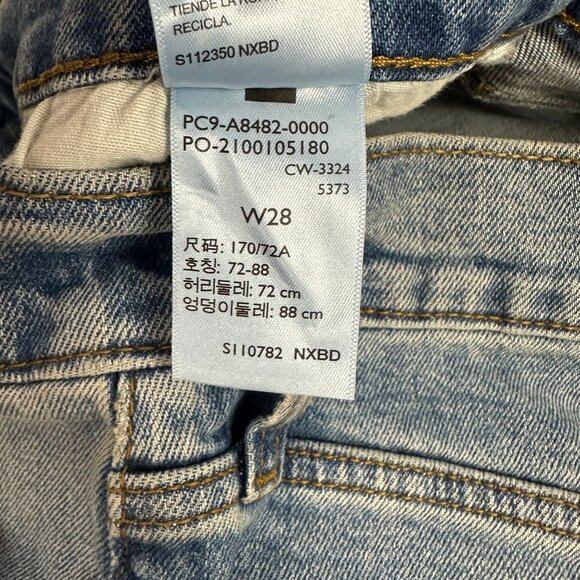 TIENDE LA
RECICLA.
S112350 NXBD
PC9-A8482-0000
PO-2100105180
CW-3324
5373
W28
尺码: 170/72A
호칭: 72-88
허리둘레: 72 cm
엉덩이둘레: 88 cm
S110782 NXBD